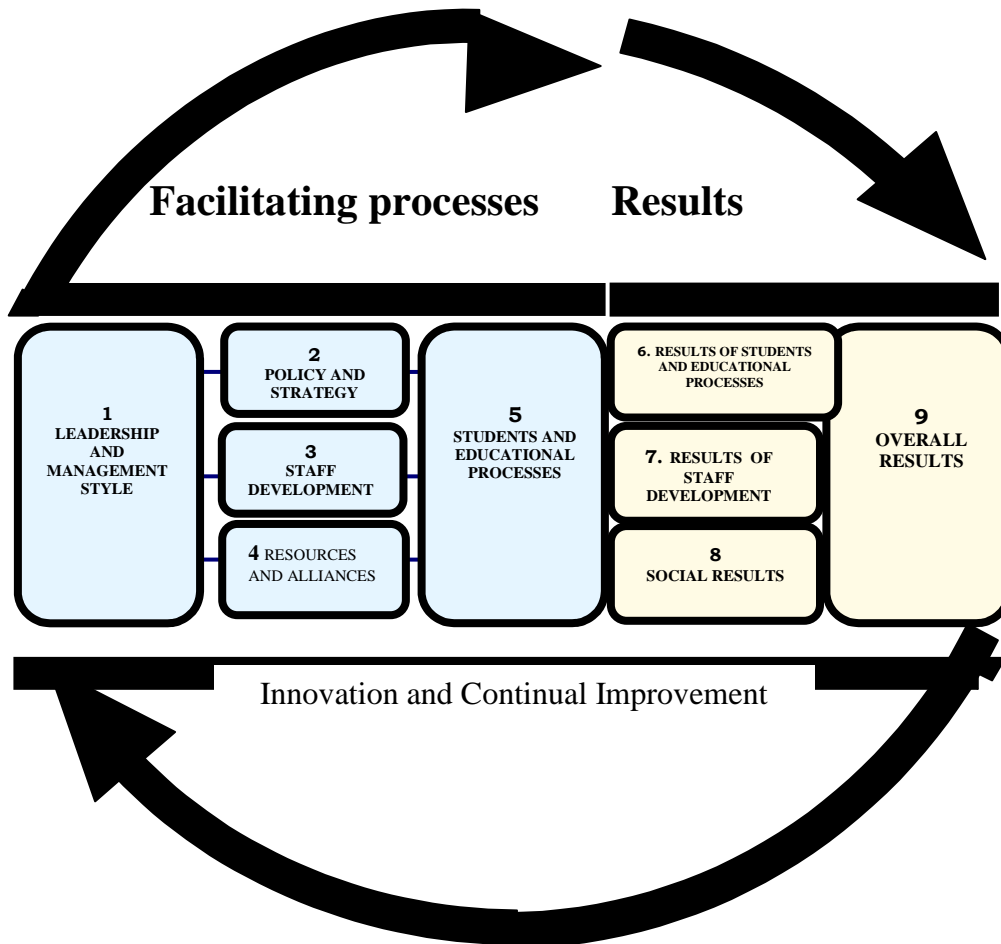 Facilitating processes
Results
1
LEADERSHIP
AND
MANAGEMENT
STYLE
2
POLICY AND
STRATEGY
3
STAFF
DEVELOPMENT
4 RESOURCES
AND ALLIANCES
5
STUDENTS AND
EDUCATIONAL
PROCESSES
6. RESULTS OF STUDENTS
AND EDUCATIONAL
PROCESSES
7. RESULTS OF
STAFF
DEVELOPMENT
8
SOCIAL RESULTS
9
OVERALL
RESULTS
Innovation and Continual Improvement